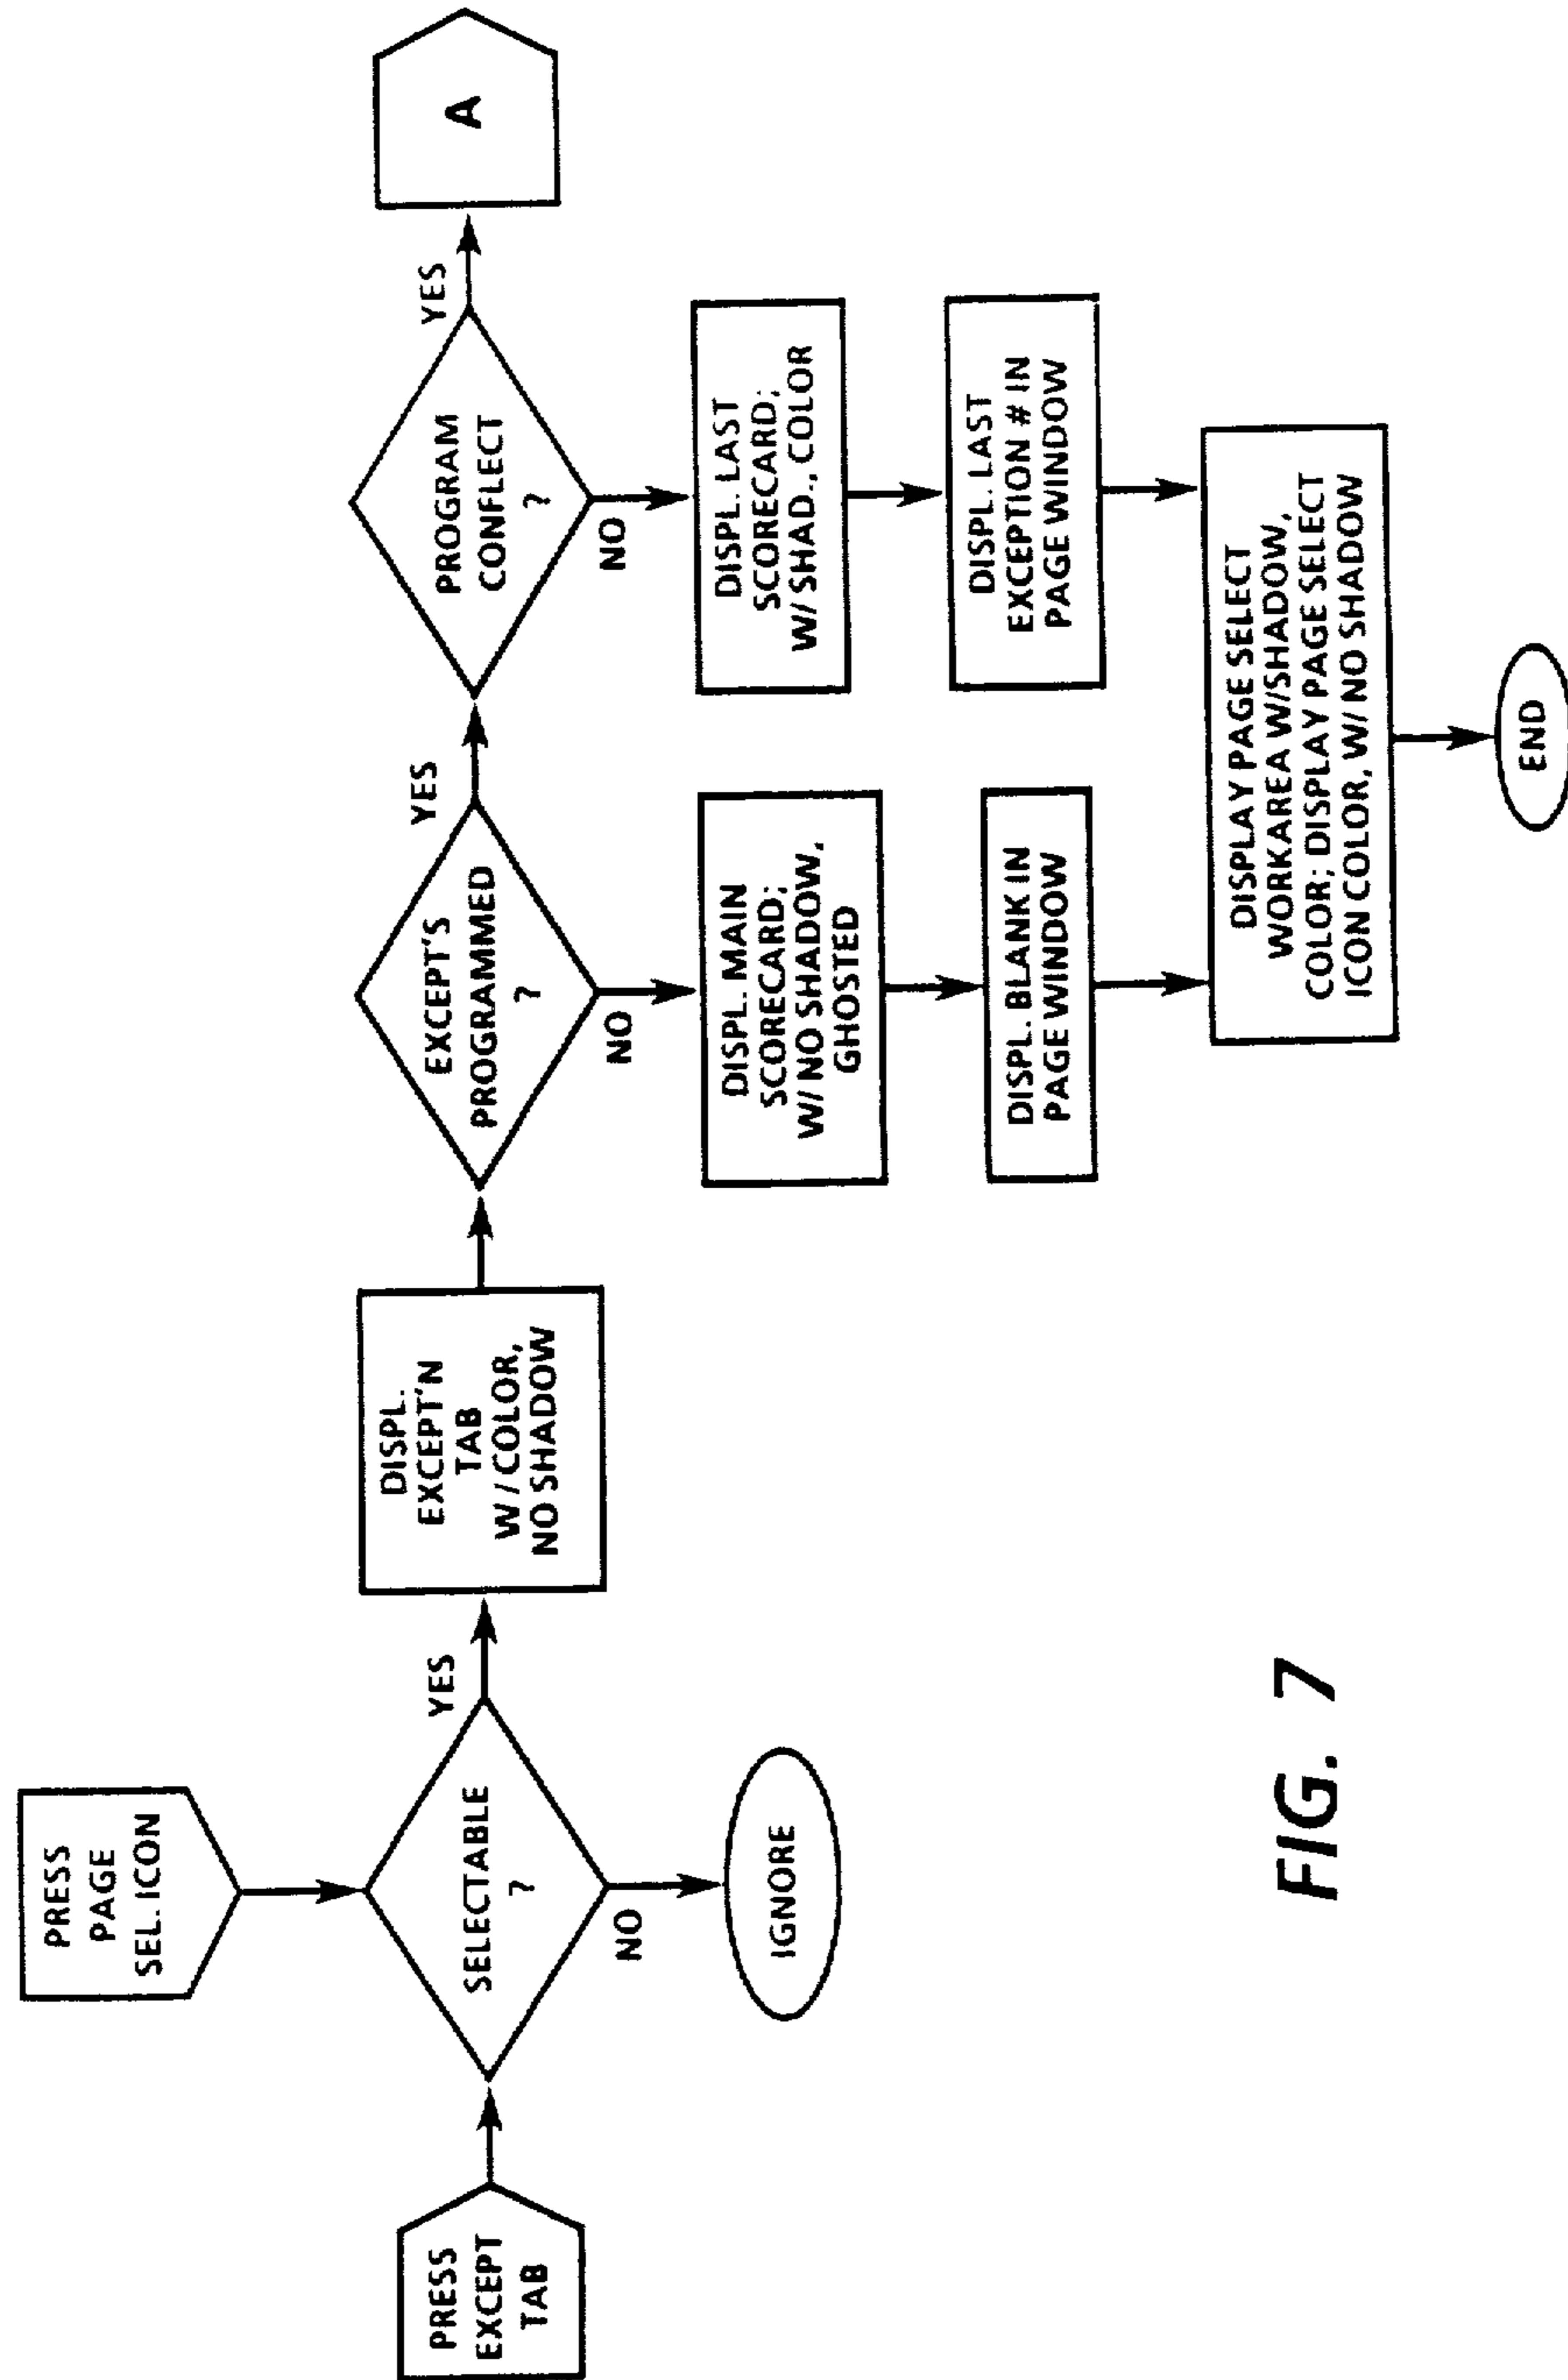 PRESS
PAGE
SEL. ICON
PRESS
EXCEPT
TAB
SELECTABLE
?
YES
NO
IGNORE
DISPL.
EXCEPT'N
TAB
W / COLOR,
NO SHADOW
EXCEPT'S
PROGRAMMED
?
YES
NO
DISPL. MAIN
SCORECARD;
W/ NO SHADOW,
GHOSTED
DISPL. BLANK IN
PAGE WINDOW
PROGRAM
CONFLECT
?
YES
A
NO
DISPL. LAST
SCORECARD;
W/ SHAD., COLOR
DISPL. LAST
EXCEPTION # IN
PAGE WINDOW
DISPLAY PAGE SELECT
WORKAREA W/SHADOW,
COLOR; DISPLAY PAGE SELECT
ICON COLOR, W/ NO SHADOW
END
FIG. 7